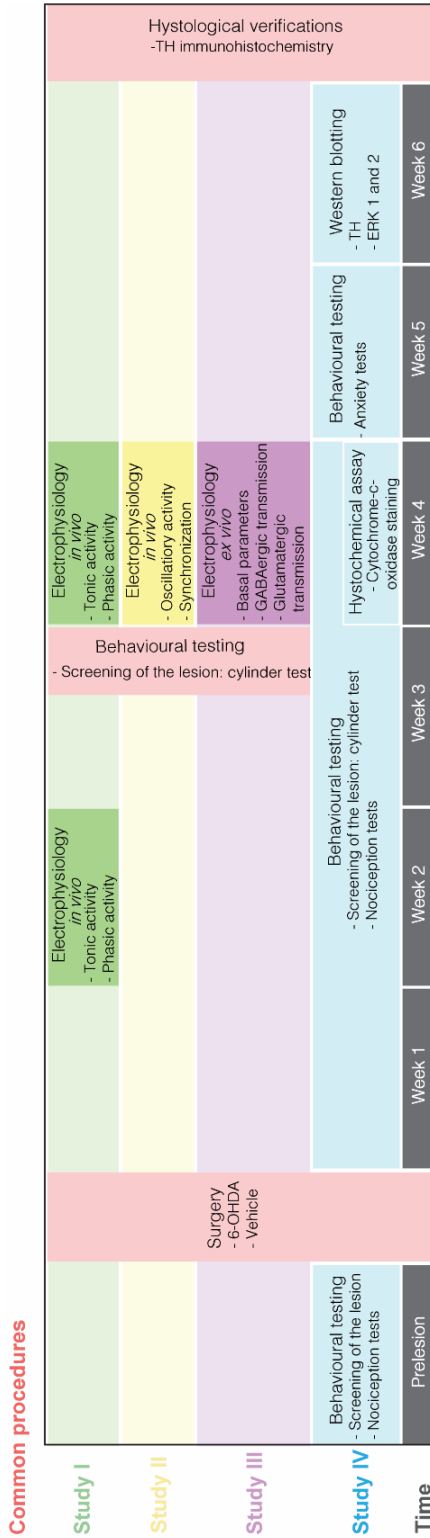 Common procedures
Study I
Study II
Study III
Study IV
Time
Behavioural testing
- Screening of the lesion
- Nociception tests
Prelesion
Surgery
- 6-OHDA
- Vehicle
Week 1
Electrophysiology
in vivo
- Tonic activity
- Phasic activity
Week 2
Behavioural testing
- Screening of the lesion: cylinder test
Behavioural testing
- Screening of the lesion: cylinder test
- Nociception tests
Week 3
Electrophysiology
in vivo
- Tonic activity
- Phasic activity
Electrophysiology
in vivo
- Oscillatiory activity
- Synchronization
Electrophysiology
ex vivo
- Basal parameters
- GABAergic transmission
- Glutamatergic
transmission
Hystochemical assay
- Cytochrome-c-
oxidase staining
Week 4
Behavioural testing
- Anxiety tests
Week 5
Western blotting
- TH
- ERK 1 and 2
Week 6
Hystological verifications
-TH immunohistochemistry